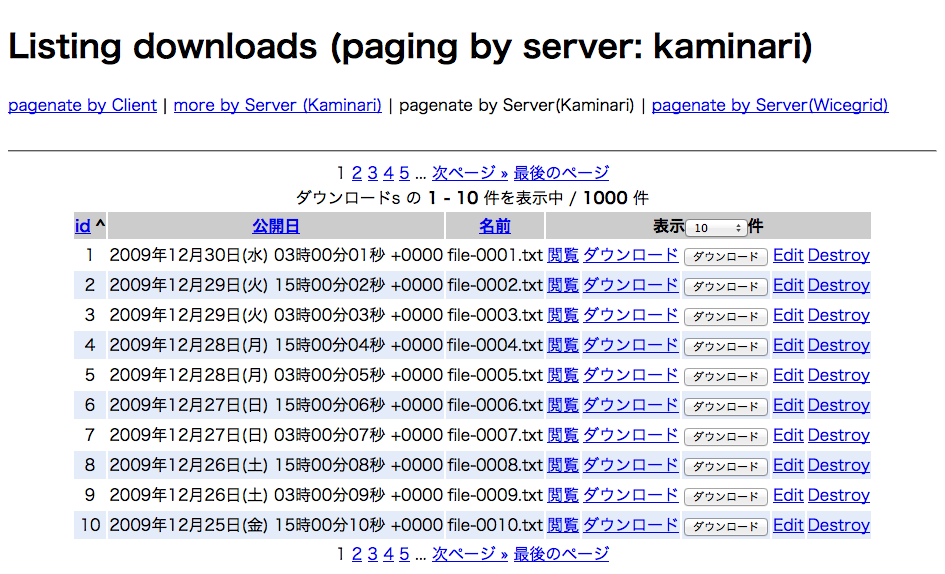 Listing downloads (paging by server: kaminari)
pagenate by Client | more by Server (Kaminari) | pagenate by Server(Kaminari) | pagenate by Server(Wicegrid)
1 2 3 4 5 ... 次ページ » 最後のページ
ダウンロードs の 1 - 10 件を表示中 / 1000 件
id ^ 公開日 名前 表示 10 件
1 2009年12月30日(水) 03時00分01秒 +0000 file-0001.txt 閲覧 ダウンロード ダウンロード Edit Destroy
2 2009年12月29日(火) 15時00分02秒 +0000 file-0002.txt 閲覧 ダウンロード ダウンロード Edit Destroy
3 2009年12月29日(火) 03時00分03秒 +0000 file-0003.txt 閲覧 ダウンロード ダウンロード Edit Destroy
4 2009年12月28日(月) 15時00分04秒 +0000 file-0004.txt 閲覧 ダウンロード ダウンロード Edit Destroy
5 2009年12月28日(月) 03時00分05秒 +0000 file-0005.txt 閲覧 ダウンロード ダウンロード Edit Destroy
6 2009年12月27日(日) 15時00分06秒 +0000 file-0006.txt 閲覧 ダウンロード ダウンロード Edit Destroy
7 2009年12月27日(日) 03時00分07秒 +0000 file-0007.txt 閲覧 ダウンロード ダウンロード Edit Destroy
8 2009年12月26日(土) 15時00分08秒 +0000 file-0008.txt 閲覧 ダウンロード ダウンロード Edit Destroy
9 2009年12月26日(土) 03時00分09秒 +0000 file-0009.txt 閲覧 ダウンロード ダウンロード Edit Destroy
10 2009年12月25日(金) 15時00分10秒 +0000 file-0010.txt 閲覧 ダウンロード ダウンロード Edit Destroy
1 2 3 4 5 ... 次ページ » 最後のページ